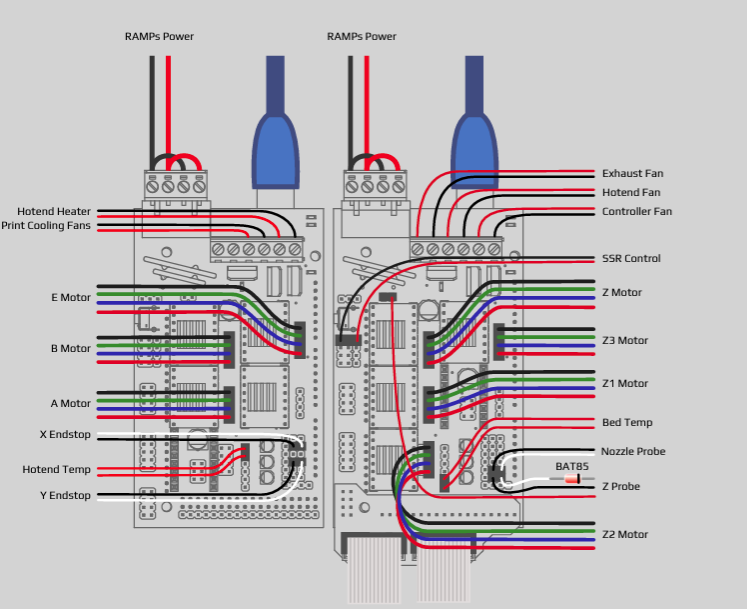 RAMPs Power
RAMPs Power
Hotend Heater
Print Cooling Fans
E Motor
B Motor
A Motor
X Endstop
Hotend Temp
Y Endstop
Exhaust Fan
Hotend Fan
Controller Fan
SSR Control
Z Motor
Z3 Motor
Z1 Motor
Bed Temp
Nozzle Probe
BAT85
Z Probe
Z2 Motor